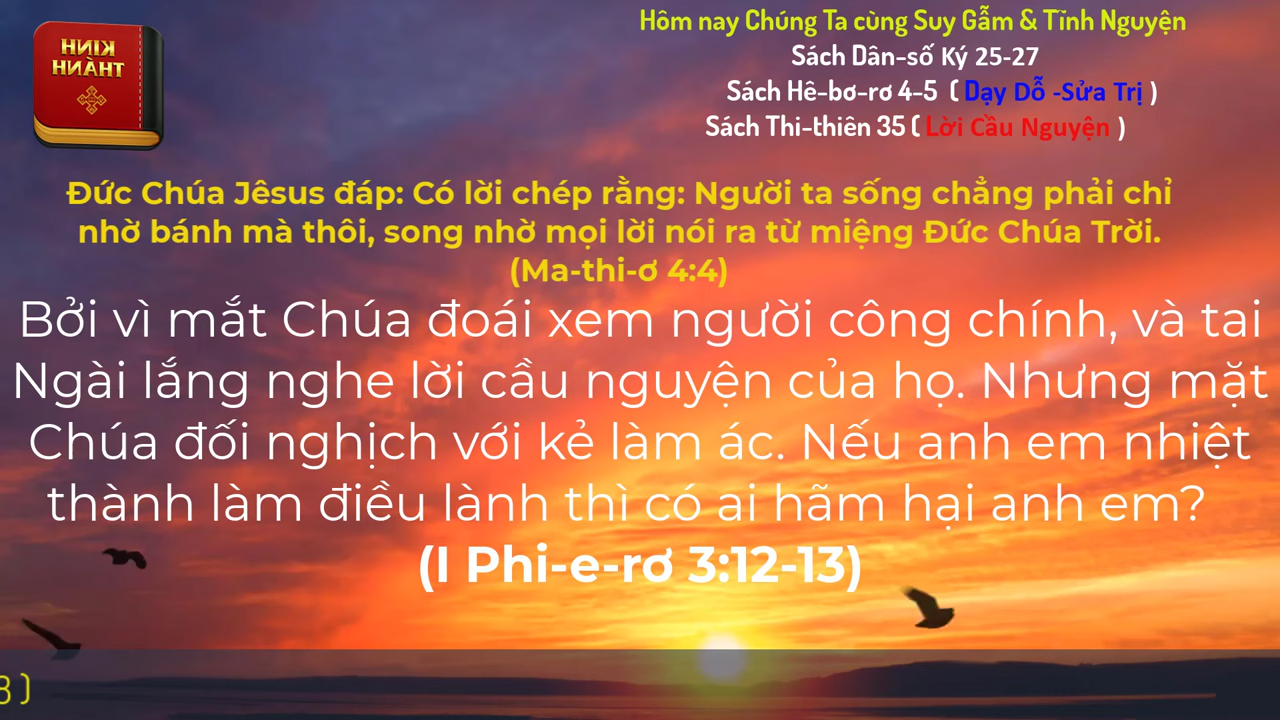 KINH
THÁNH
Hôm nay Chúng Ta cùng Suy Gẫm & Tĩnh Nguyện
Sách Dân-số Ký 25-27
Sách Hê-bơ-rơ 4-5 ( Dạy Dỗ -Sửa Trị )
Sách Thi-thiên 35 ( Lời Cầu Nguyện )
Đức Chúa Jêsus đáp: Có lời chép rằng: Người ta sống chẳng phải chỉ
nhờ bánh mà thôi, song nhờ mọi lời nói ra từ miệng Đức Chúa Trời.
(Ma-thi-ơ 4:4)
Bởi vì mắt Chúa đoái xem người công chính, và tai
Ngài lắng nghe lời cầu nguyện của họ. Nhưng mặt
Chúa đối nghịch với kẻ làm ác. Nếu anh em nhiệt
thành làm điều lành thì có ai hãm hại anh em?
(I Phi-e-rơ 3:12-13)
8 )